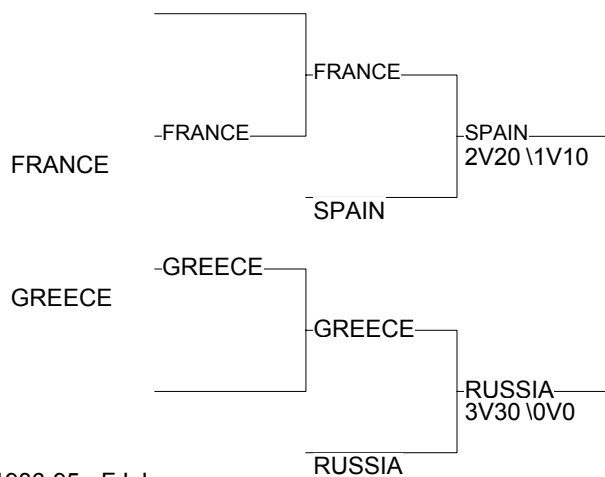 FRANCE
FRANCE
FRANCE
SPAIN
2V20 \1V10
SPAIN
GREECE
GREECE
GREECE
RUSSIA
3V30 \0V0
RUSSIA